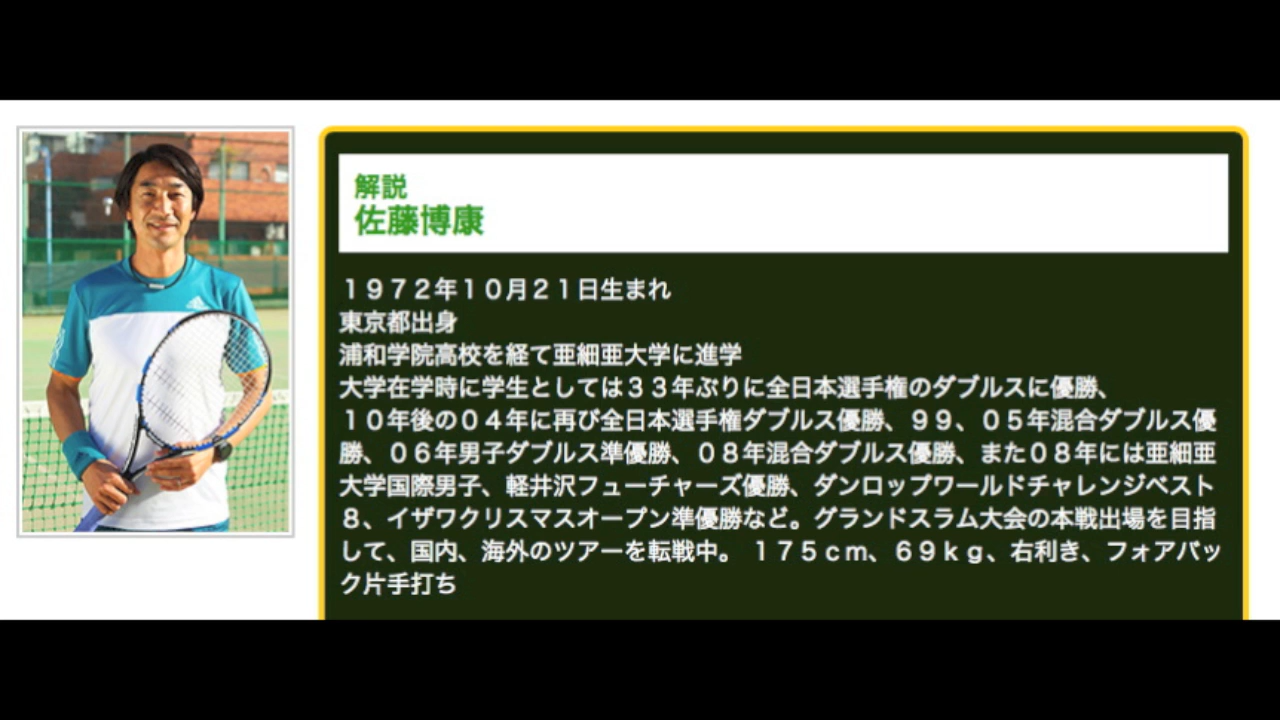 解説
佐藤博康
１９７２年１０月２１日生まれ
東京都出身
浦和学院高校を経て亜細亜大学に進学
大学在学時に学生としては３３年ぶりに全日本選手権のダブルスに優勝、
１０年後の０４年に再び全日本選手権ダブルス優勝、９９、０５年混合ダブルス優
勝、０６年男子ダブルス準優勝、０８年混合ダブルス優勝、また０８年には亜細亜
大学国際男子、軽井沢フューチャーズ優勝、ダンロップワールドチャレンジベスト
８、イザワクリスマスオープン準優勝など。グランドスラム大会の本戦出場を目指
して、国内、海外のツアーを転戦中。１７５ｃｍ、６９ｋｇ、右利き、フォアバッ
ク片手打ち